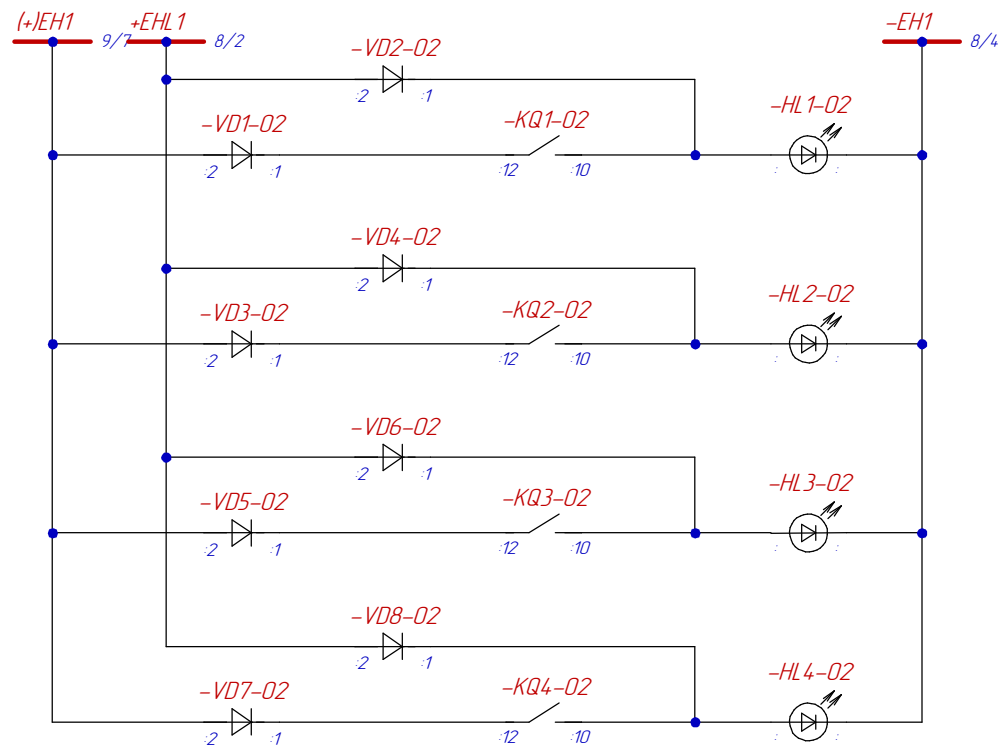 (+)EH1 9/7 +EHL1 8/2 -EH1 8/4
-VD2-02
:2 :1
-VD1-02 -KQ1-02 -HL1-02
:2 :1 :12 :10 : :
-VD4-02
:2 :1
-VD3-02 -KQ2-02 -HL2-02
:2 :1 :12 :10 : :
-VD6-02
:2 :1
-VD5-02 -KQ3-02 -HL3-02
:2 :1 :12 :10 : :
-VD8-02
:2 :1
-VD7-02 -KQ4-02 -HL4-02
:2 :1 :12 :10 : :